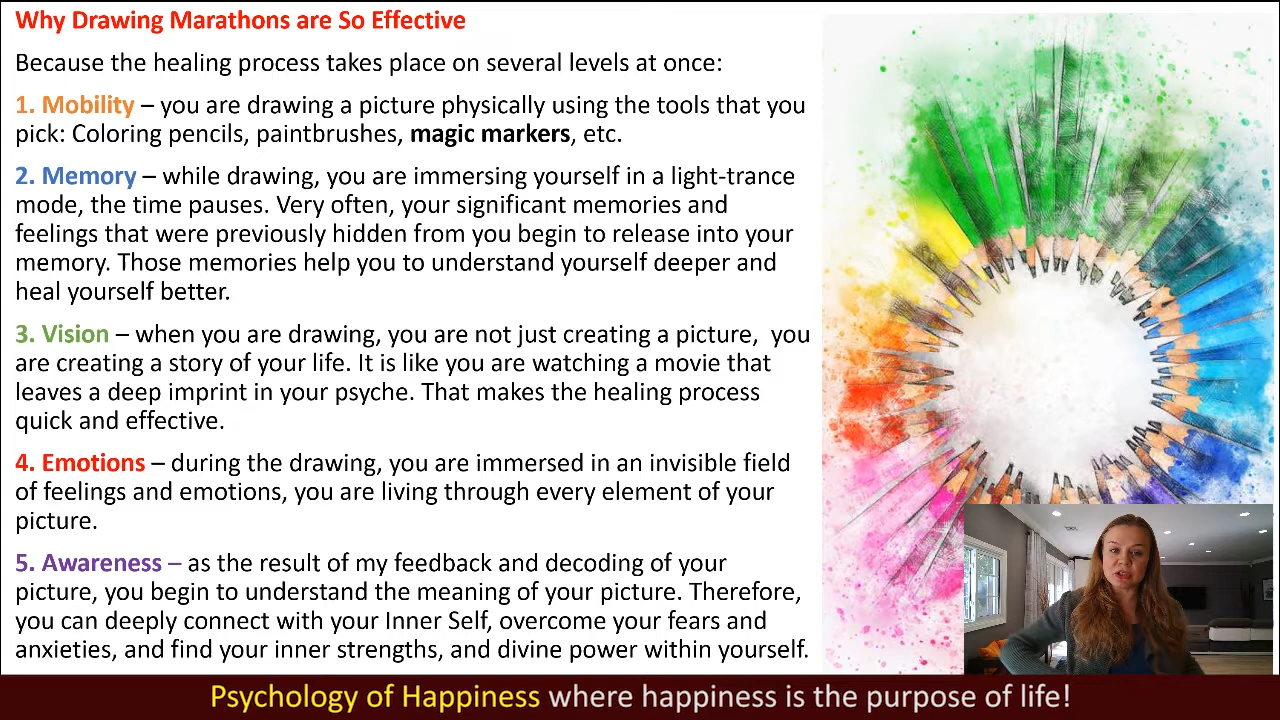 Why Drawing Marathons are So Effective
Because the healing process takes place on several levels at once:
1. Mobility – you are drawing a picture physically using the tools that you
pick: Coloring pencils, paintbrushes, magic markers, etc.
2. Memory – while drawing, you are immersing yourself in a light-trance
mode, the time pauses. Very often, your significant memories and
feelings that were previously hidden from you begin to release into your
memory. Those memories help you to understand yourself deeper and
heal yourself better.
3. Vision – when you are drawing, you are not just creating a picture,  you
are creating a story of your life. It is like you are watching a movie that
leaves a deep imprint in your psyche. That makes the healing process
quick and effective.
4. Emotions – during the drawing, you are immersed in an invisible field
of feelings and emotions, you are living through every element of your
picture.
5. Awareness – as the result of my feedback and decoding of your
picture, you begin to understand the meaning of your picture. Therefore,
you can deeply connect with your Inner Self, overcome your fears and
anxieties, and find your inner strengths, and divine power within yourself.
Psychology of Happiness where happiness is the purpose of life!